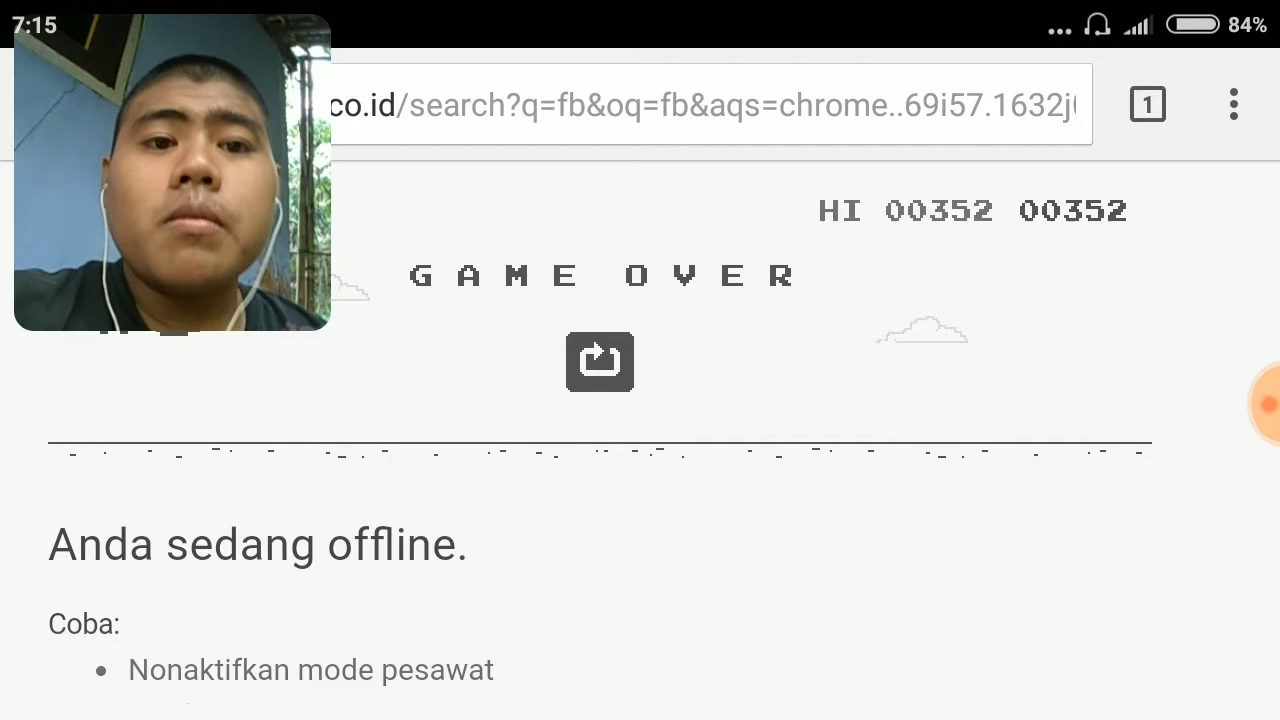 7:15
84%
co.id/search?q=fb&oq=fb&aqs=chrome..69i57.1632j
1
HI 00352 00352
GAME OVER
Anda sedang offline.
Coba:
• Nonaktifkan mode pesawat